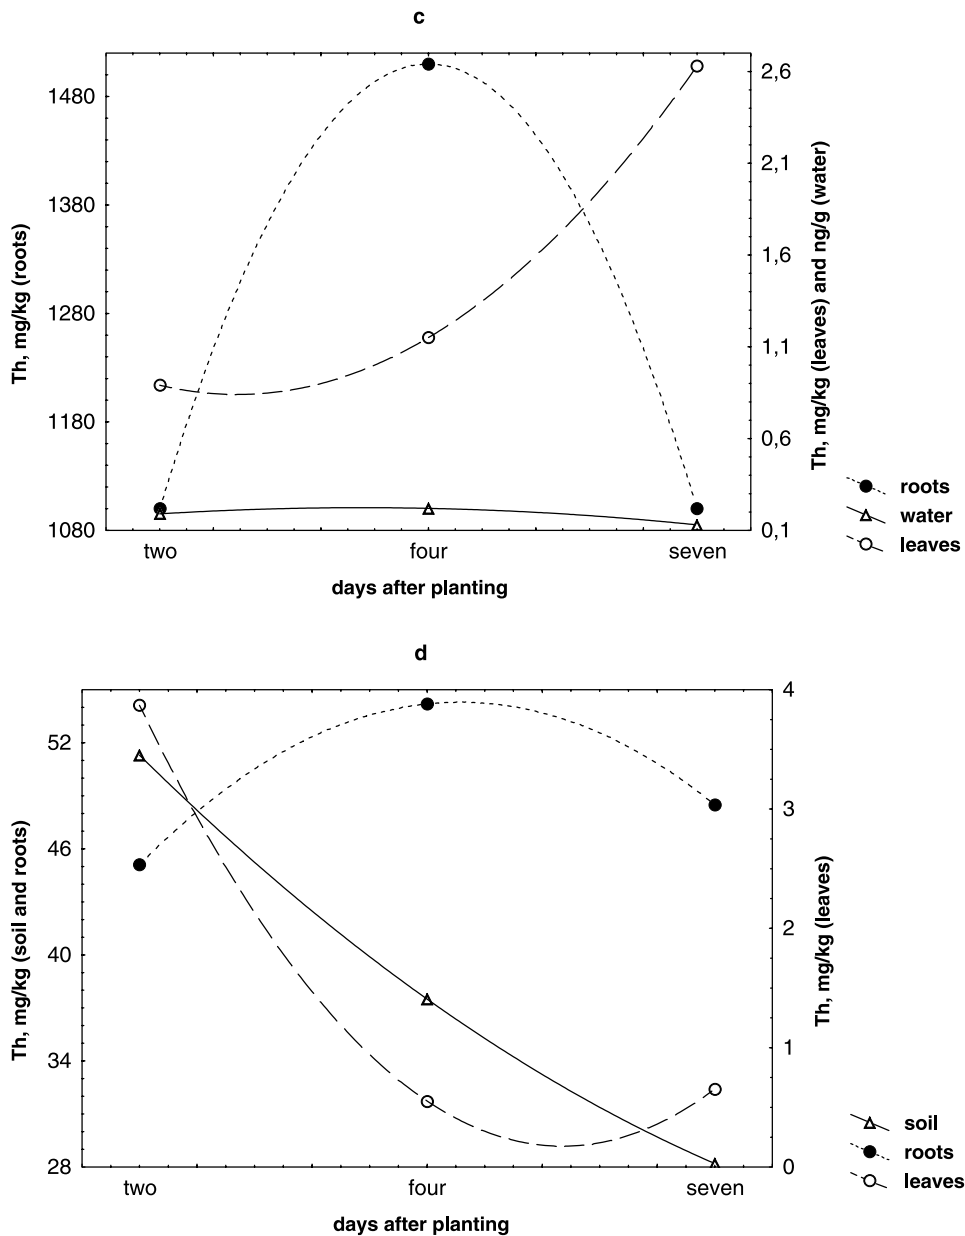 c
Th, mg/kg (roots)
1480
1380
1280
1180
1080
2,6
2,1
1,6
1,1
0,6
0,1
Th, mg/kg (leaves) and ng/g (water)
two four seven
days after planting
roots
water
leaves
d
Th, mg/kg (soil and roots)
52
46
40
34
28
4
3
2
1
0
Th, mg/kg (leaves)
two four seven
days after planting
soil
roots
leaves